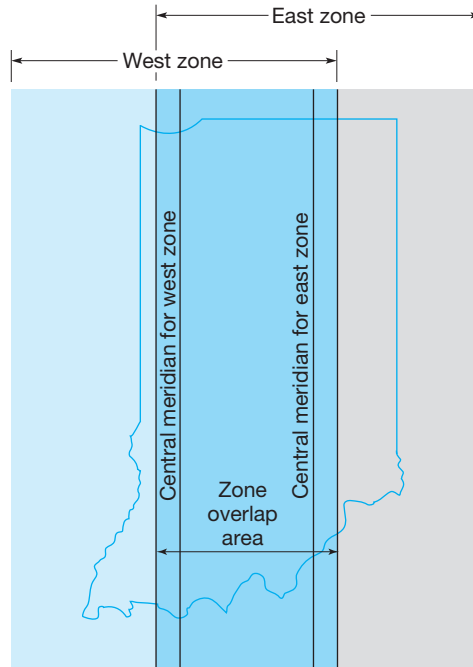 East zone
West zone
Central meridian for west zone
Central meridian for east zone
Zone
overlap
area